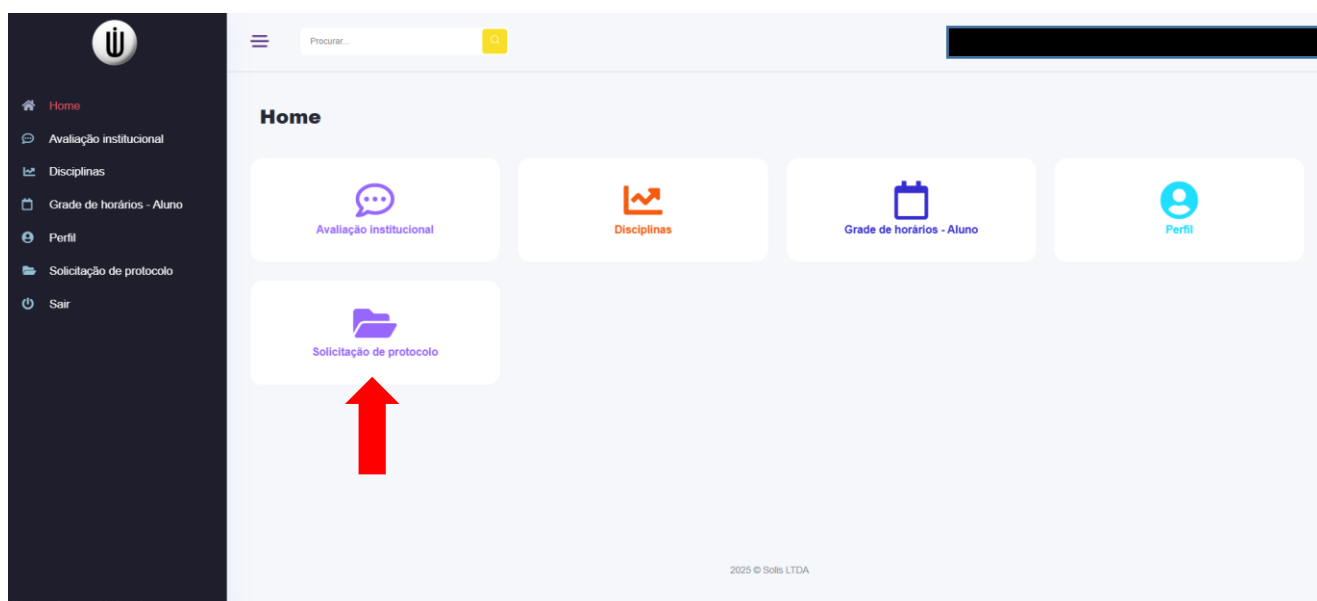 Procurar...
Home
Avaliação institucional
Disciplinas
Grade de horários - Aluno
Perfil
Solicitação de protocolo
Sair
Home
Avaliação institucional
Disciplinas
Grade de horários - Aluno
Perfil
Solicitação de protocolo
2025 © Solis LTDA